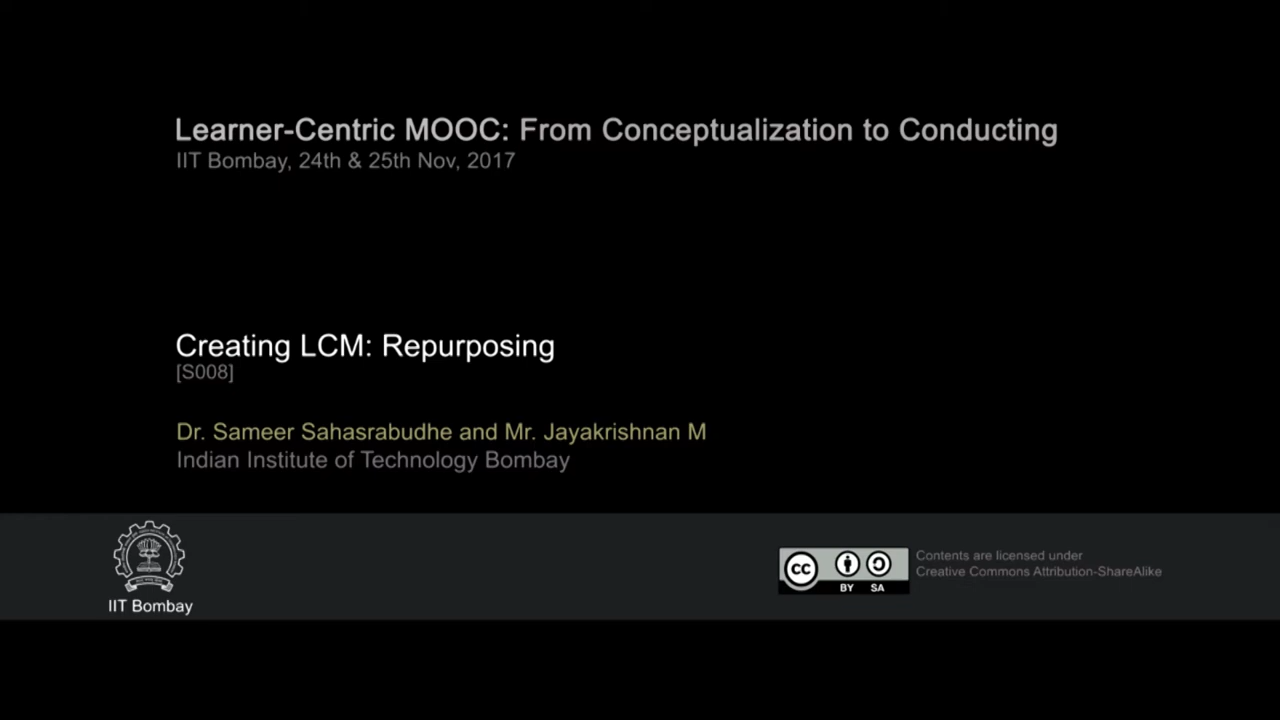 Learner-Centric MOOC: From Conceptualization to Conducting
IIT Bombay, 24th & 25th Nov, 2017
Creating LCM: Repurposing
[S008]
Dr. Sameer Sahasrabudhe and Mr. Jayakrishnan M
Indian Institute of Technology Bombay
IIT Bombay
cc
BY SA
Contents are licensed under
Creative Commons Attribution-ShareAlike